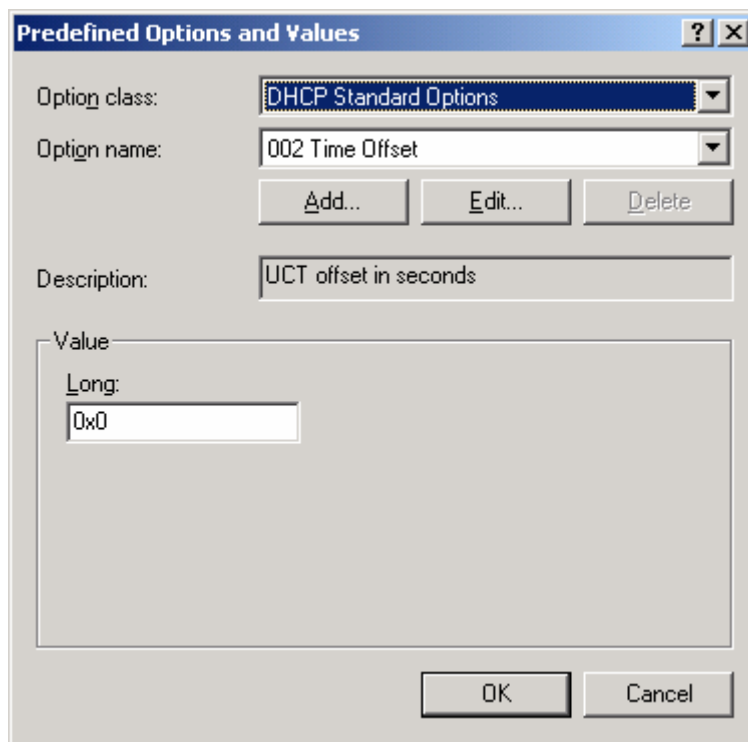 Predefined Options and Values
Option class: DHCP Standard Options
Option name: 002 Time Offset
Add... Edit... Delete
Description: UCT offset in seconds
Value
Long:
0x0
OK Cancel